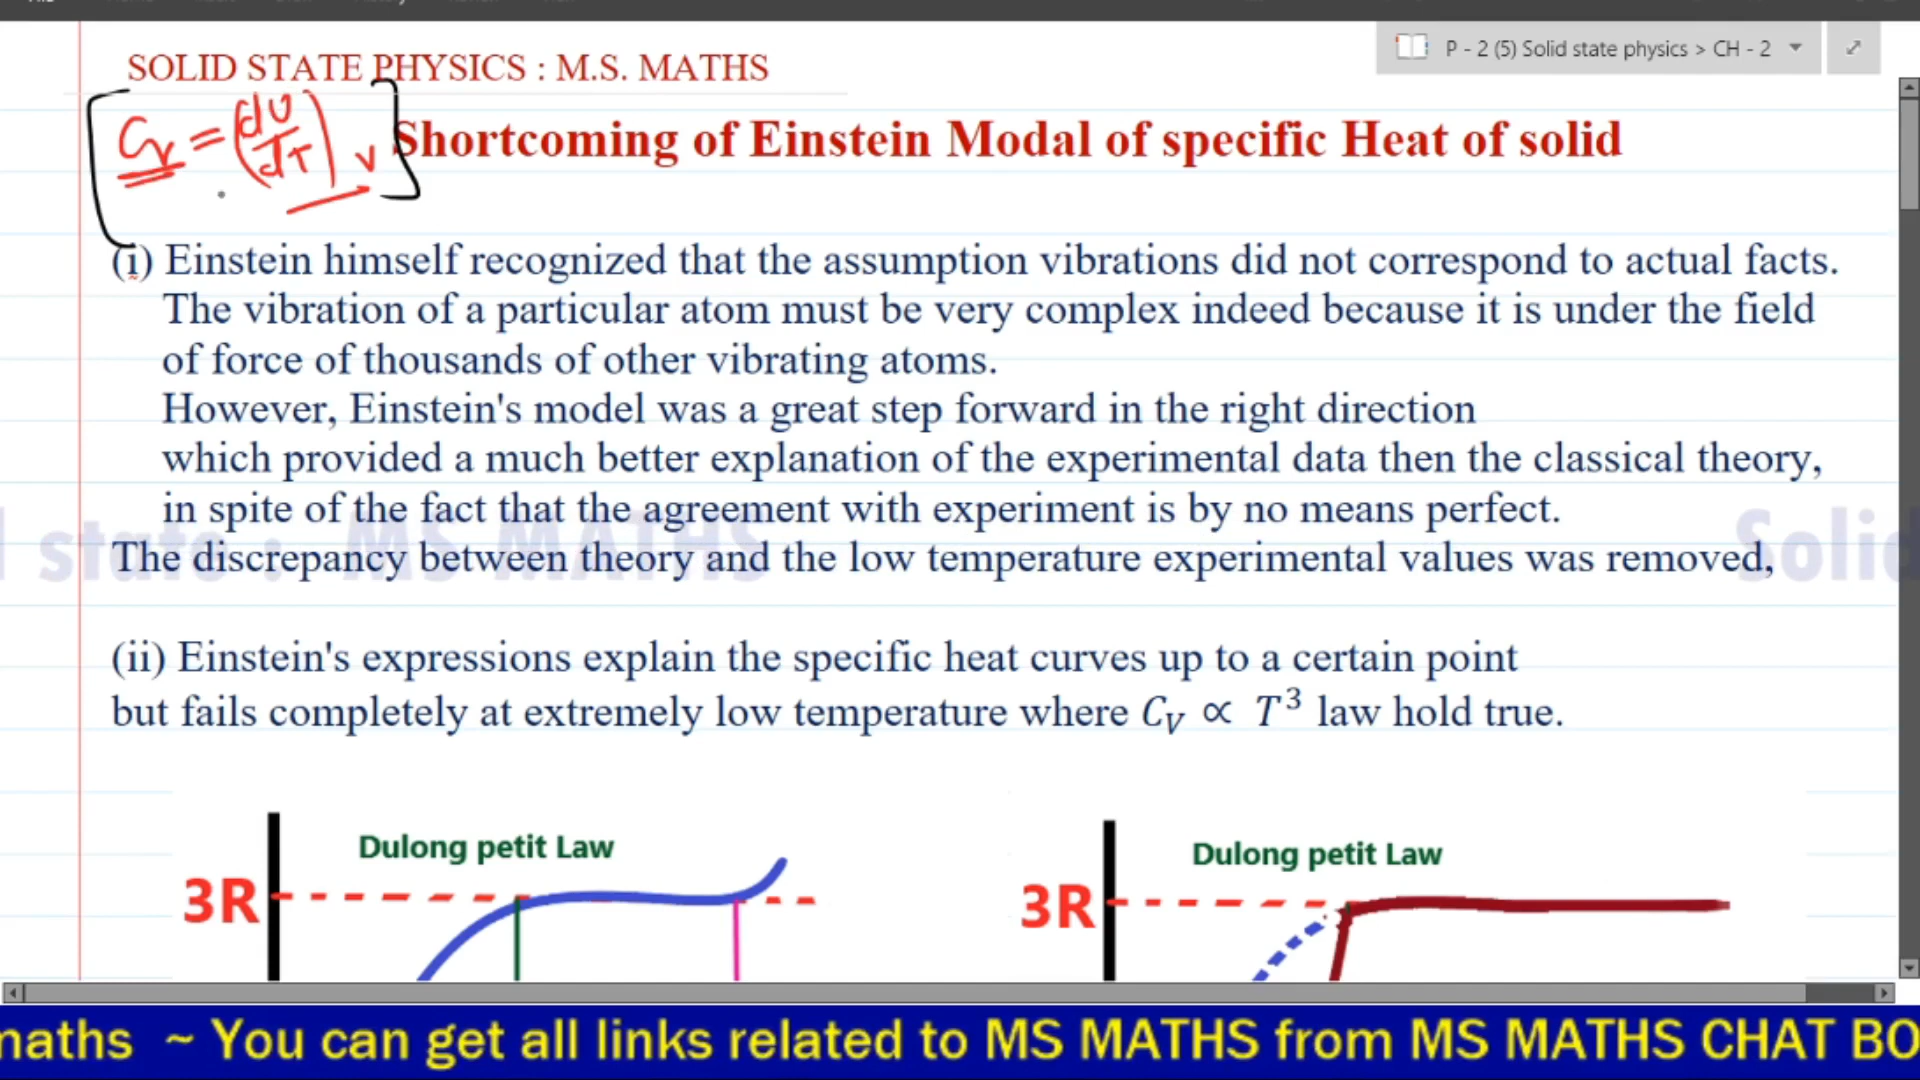 P - 2 (5) Solid state physics > CH - 2
SOLID STATE PHYSICS : M.S. MATHS
Cv = (dU/dT)v
Shortcoming of Einstein Modal of specific Heat of solid
(i) Einstein himself recognized that the assumption vibrations did not correspond to actual facts.
The vibration of a particular atom must be very complex indeed because it is under the field
of force of thousands of other vibrating atoms.
However, Einstein's model was a great step forward in the right direction
which provided a much better explanation of the experimental data then the classical theory,
in spite of the fact that the agreement with experiment is by no means perfect.
state : MS MATHS Solid
The discrepancy between theory and the low temperature experimental values was removed,
(ii) Einstein's expressions explain the specific heat curves up to a certain point
but fails completely at extremely low temperature where C_V ∝ T³ law hold true.
Dulong petit Law
3R
Dulong petit Law
3R
maths ~ You can get all links related to MS MATHS from MS MATHS CHAT BO